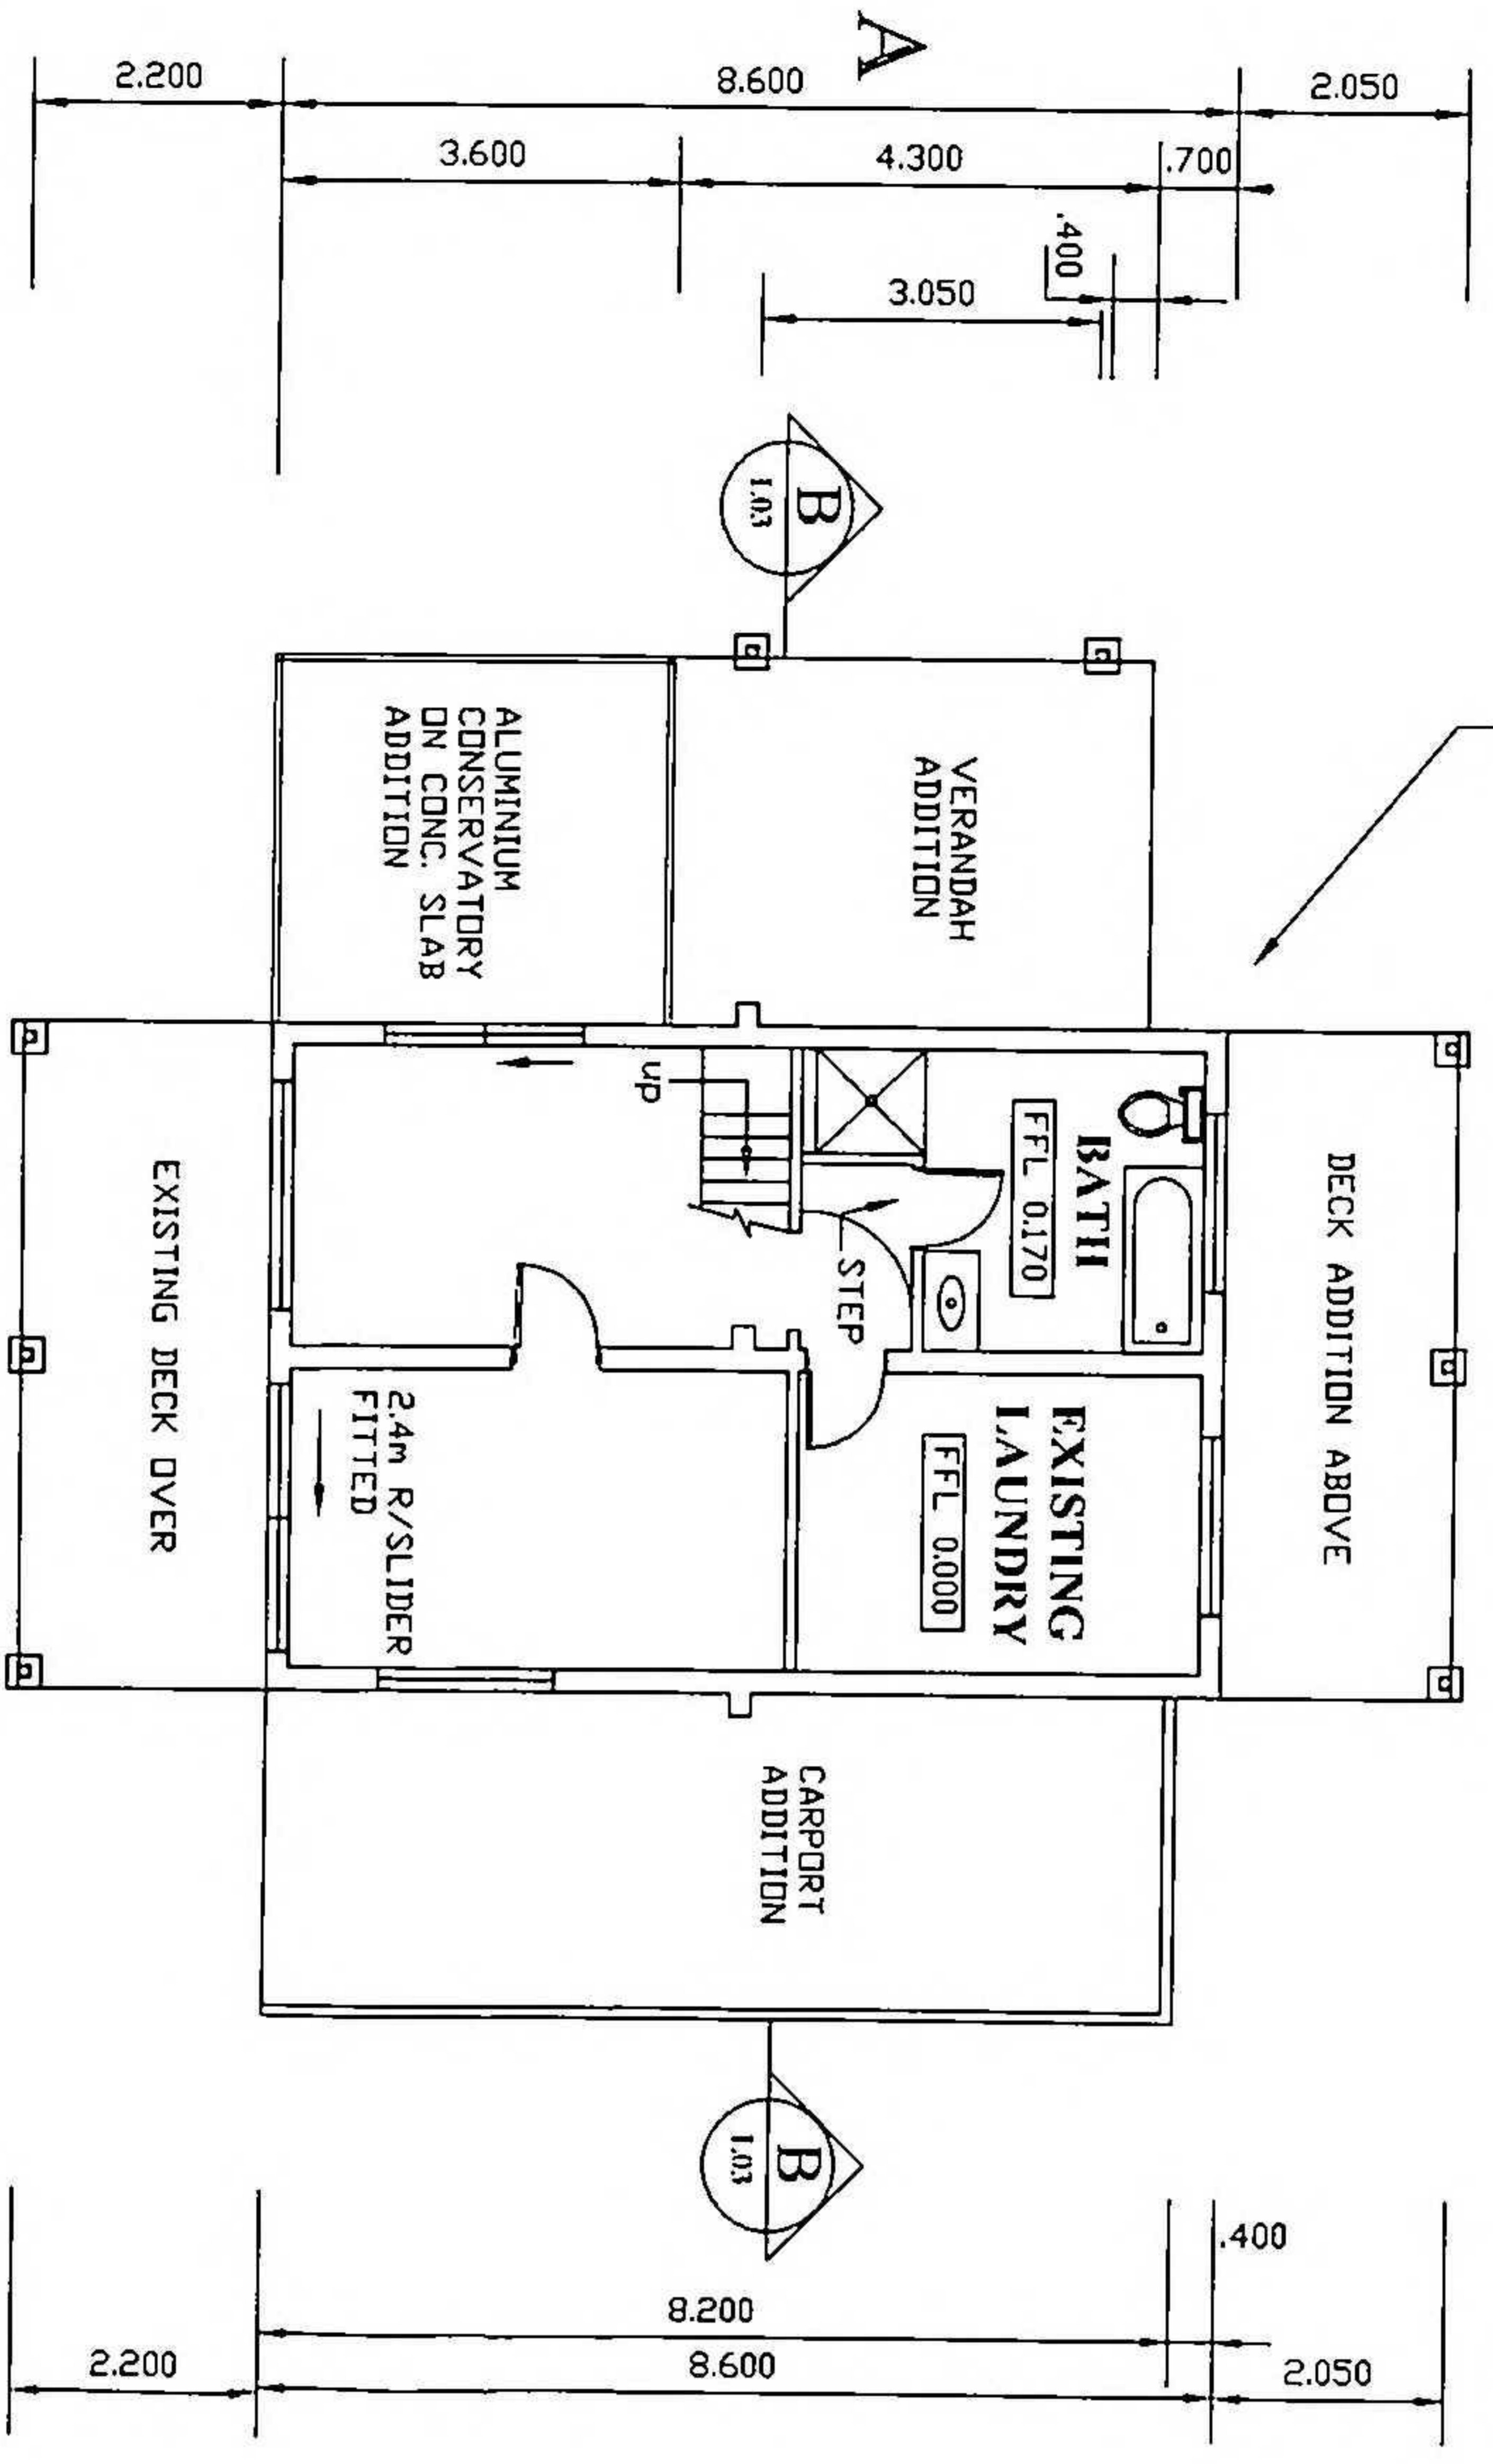 A
2.200
8.600
2.050
3.600
4.300
.700
.400
3.050
B
1.03
ALUMINIUM
CONSERVATORY
ON CONC. SLAB
ADDITION
VERANDAH
ADDITION
up
STEP
BATH
FFL 0.170
DECK ADDITION ABOVE
EXISTING DECK OVER
2.4m R/SLIDER
FITTED
EXISTING
LAUNDRY
FFL 0.000
CARPORT
ADDITION
B
1.03
.400
8.200
8.600
2.200
2.050